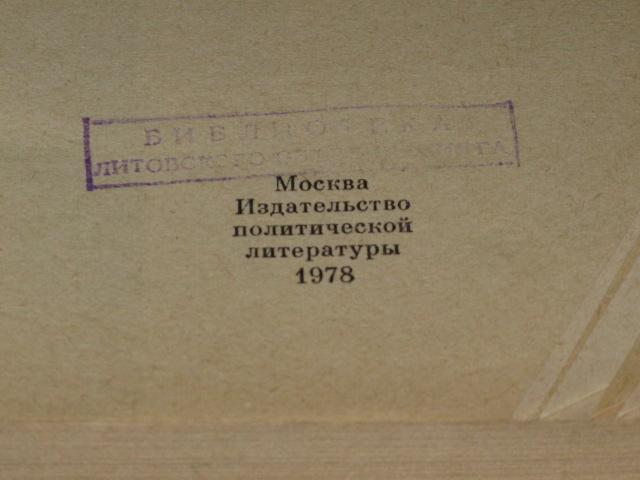 БИБЛИОТЕКА
ЛИТОВСКОГО
Москва
Издательство
политической
литературы
1978